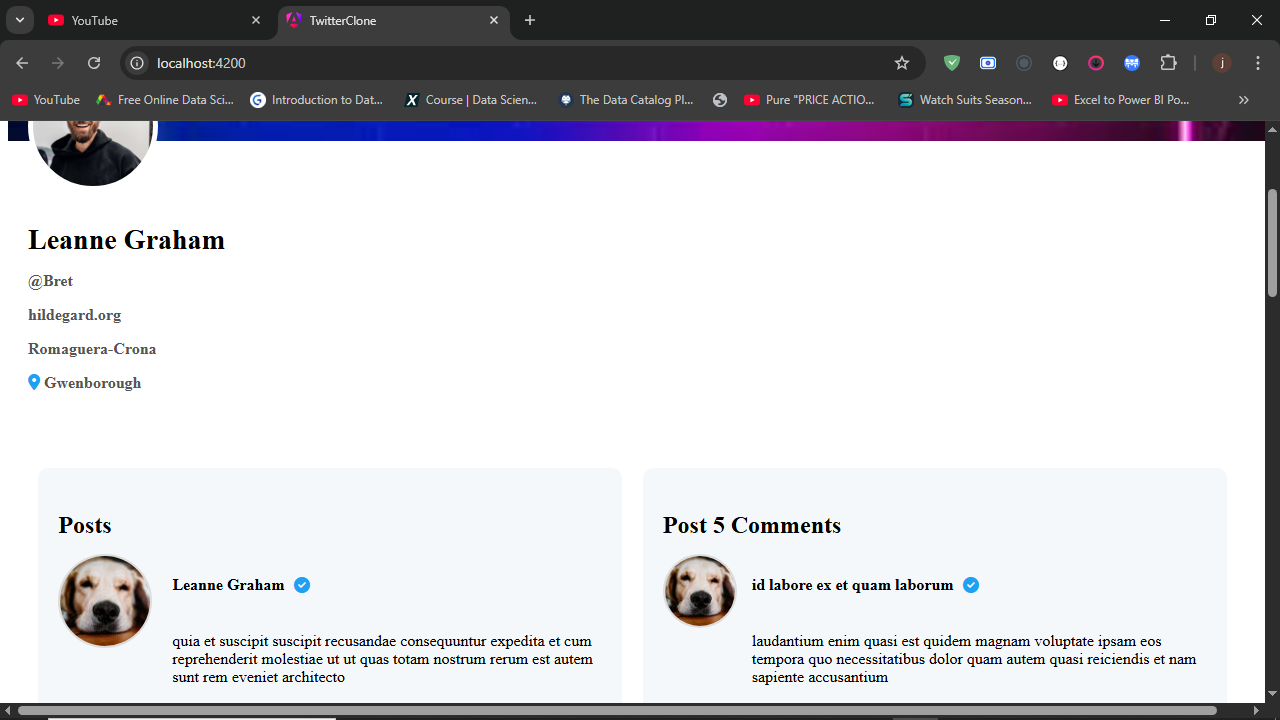 YouTube
TwitterClone
localhost:4200
j
YouTube
Free Online Data Sci...
Introduction to Dat...
Course | Data Scien...
The Data Catalog Pl...
Pure "PRICE ACTIO...
Watch Suits Season...
Excel to Power BI Po...
Leanne Graham
@Bret
hildegard.org
Romaguera-Crona
Gwenborough
Posts
Leanne Graham
quia et suscipit suscipit recusandae consequuntur expedita et cum
reprehenderit molestiae ut ut quas totam nostrum rerum est autem
sunt rem eveniet architecto
Post 5 Comments
id labore ex et quam laborum
laudantium enim quasi est quidem magnam voluptate ipsam eos
tempora quo necessitatibus dolor quam autem quasi reiciendis et nam
sapiente accusantium